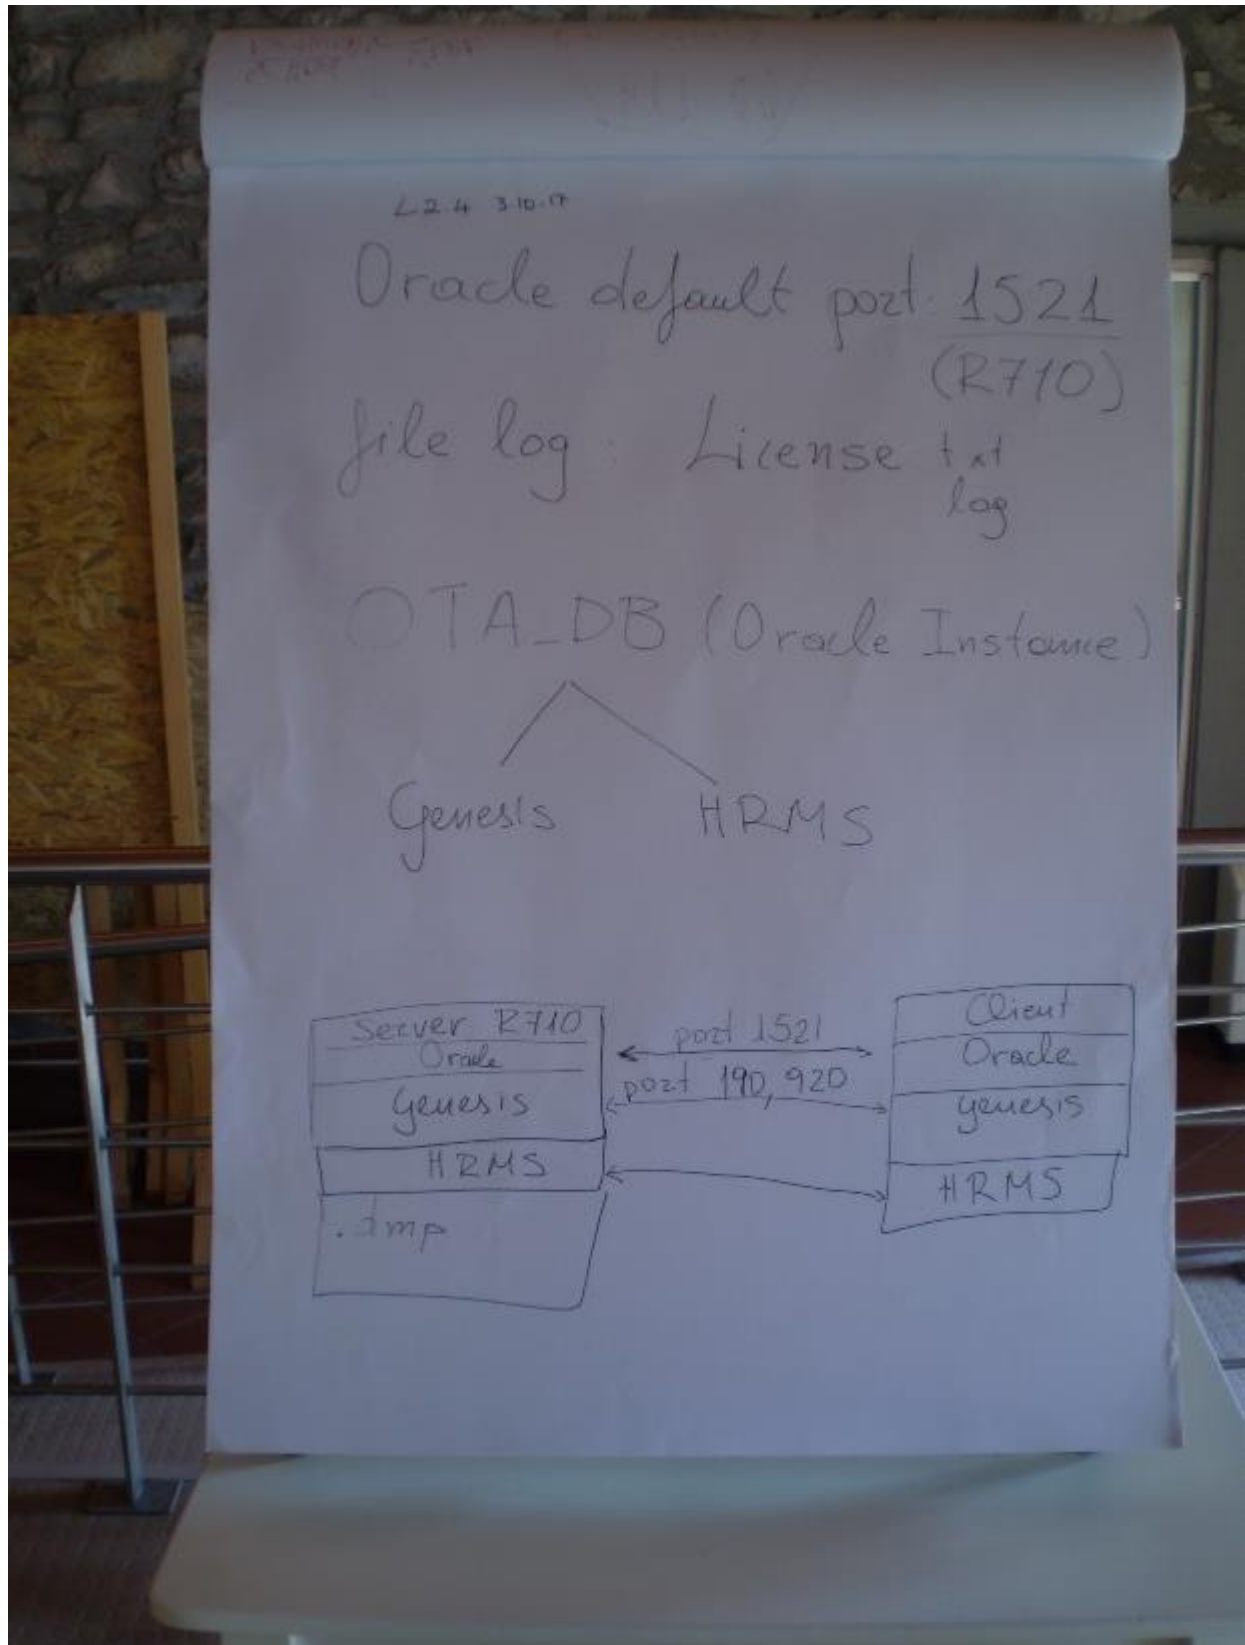 L2.4 3.10.17
Oracle default port: 1521
(R710)
file log: License txt
log
OTA_DB (Oracle Instance)
Genesis HRMS
Server R710
Oracle
Genesis
HRMS
.dmp
port 1521
port 190, 920
Client
Oracle
genesis
HRMS